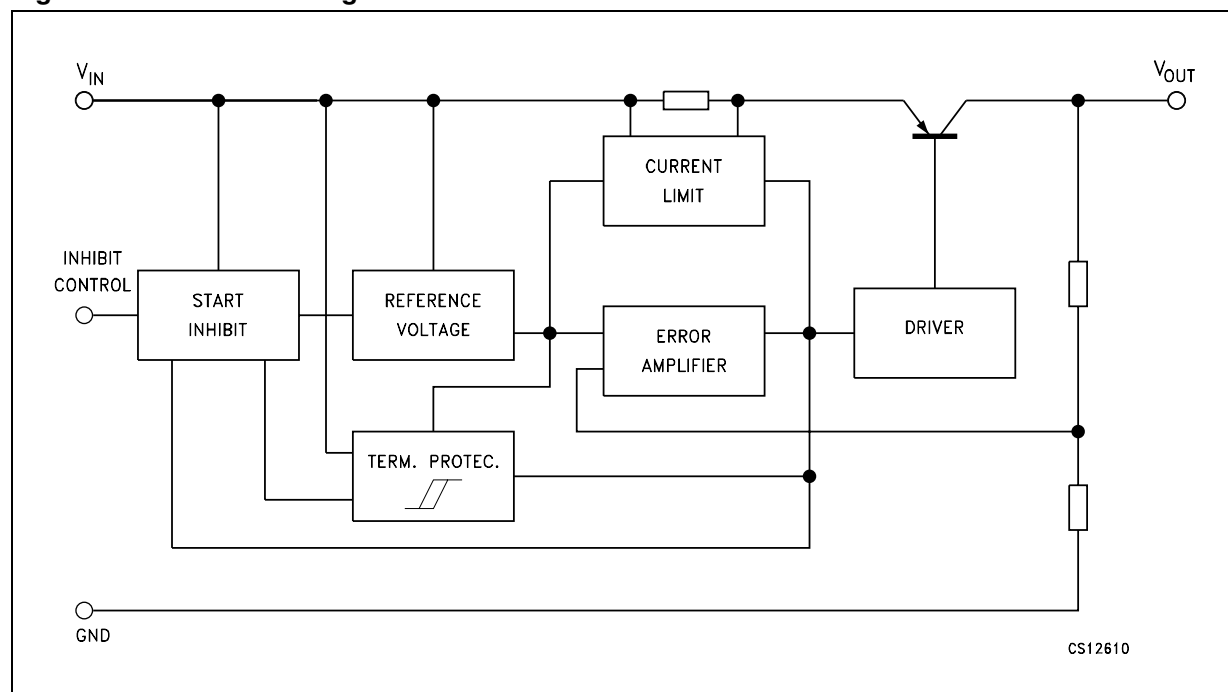 V_IN
V_OUT
CURRENT
LIMIT
INHIBIT
CONTROL
START
INHIBIT
REFERENCE
VOLTAGE
ERROR
AMPLIFIER
DRIVER
TERM. PROTEC.
GND
CS12610